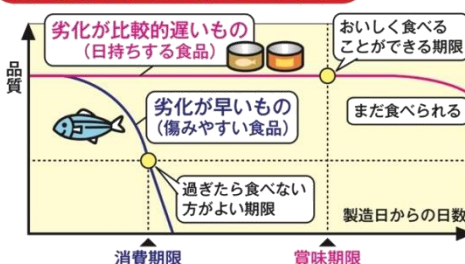 劣化が比較的遅いもの
（日持ちする食品）
おいしく食べる
ことができる期限
品質
劣化が早いもの
（傷みやすい食品）
まだ食べられる
過ぎたら食べない
方がよい期限
製造日からの日数
消費期限
賞味期限